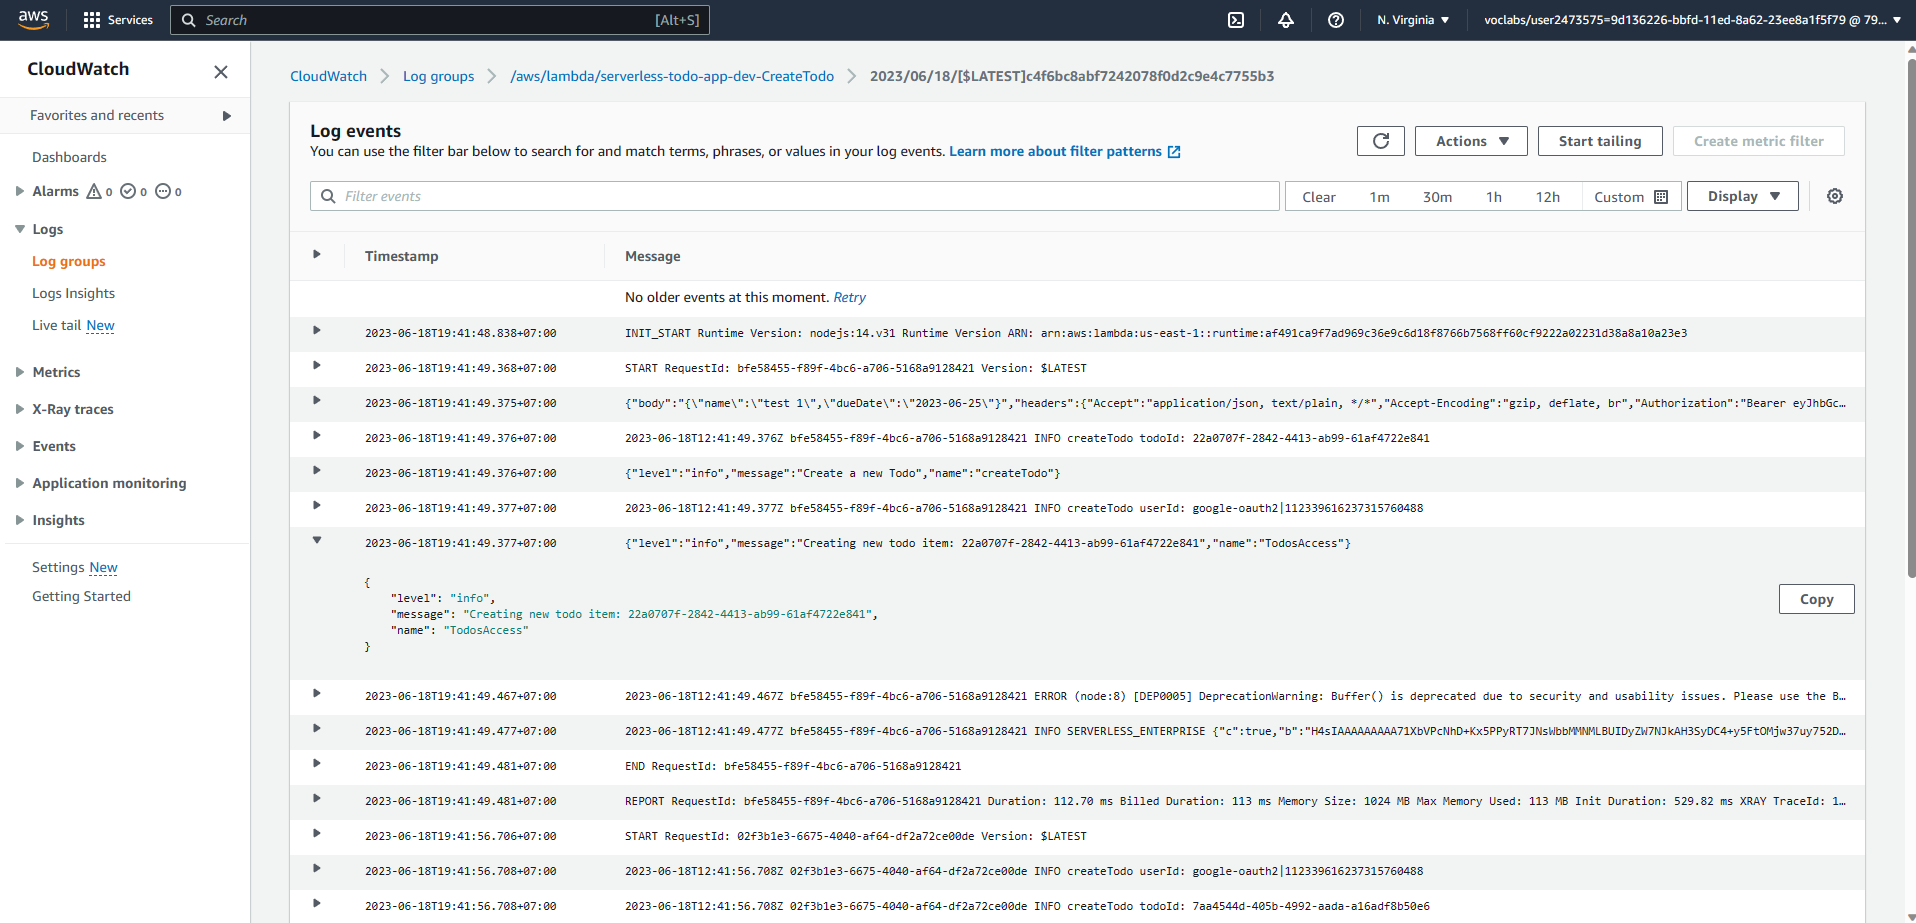 aws
Services
Search
[Alt+S]
N. Virginia
voclabs/user2473575=9d136226-bbfd-11ed-8a62-23ee8a1f5f79 @ 79...
CloudWatch
Favorites and recents
Dashboards
Alarms 0 0 0
Logs
Log groups
Logs Insights
Live tail New
Metrics
X-Ray traces
Events
Application monitoring
Insights
Settings New
Getting Started
CloudWatch
Log groups
/aws/lambda/serverless-todo-app-dev-CreateTodo
2023/06/18/[$LATEST]c4f6bc8abf7242078f0d2c9e4c7755b3
Log events
You can use the filter bar below to search for and match terms, phrases, or values in your log events. Learn more about filter patterns
Actions
Start tailing
Create metric filter
Filter events
Clear 1m 30m 1h 12h Custom
Display
Timestamp Message
No older events at this moment. Retry
2023-06-18T19:41:48.838+07:00 INIT_START Runtime Version: nodejs:14.v31 Runtime Version ARN: arn:aws:lambda:us-east-1::runtime:af491ca9f7ad969c36e9c6d18f8766b7568ff60cf9222a02231d38a8a10a23e3
2023-06-18T19:41:49.368+07:00 START RequestId: bfe58455-f89f-4bc6-a706-5168a9128421 Version: $LATEST
2023-06-18T19:41:49.375+07:00 {"body":"{\"name\":\"test 1\",\"dueDate\":\"2023-06-25\"}","headers":{"Accept":"application/json, text/plain, */*","Accept-Encoding":"gzip, deflate, br","Authorization":"Bearer eyJhbGc...
2023-06-18T19:41:49.376+07:00 2023-06-18T12:41:49.376Z bfe58455-f89f-4bc6-a706-5168a9128421 INFO createTodo todoId: 22a0707f-2842-4413-ab99-61af4722e841
2023-06-18T19:41:49.376+07:00 {"level":"info","message":"Create a new Todo","name":"createTodo"}
2023-06-18T19:41:49.377+07:00 2023-06-18T12:41:49.377Z bfe58455-f89f-4bc6-a706-5168a9128421 INFO createTodo userId: google-oauth2|112339616237315760488
2023-06-18T19:41:49.377+07:00 {"level":"info","message":"Creating new todo item: 22a0707f-2842-4413-ab99-61af4722e841","name":"TodosAccess"}
{
"level": "info",
"message": "Creating new todo item: 22a0707f-2842-4413-ab99-61af4722e841",
"name": "TodosAccess"
}
Copy
2023-06-18T19:41:49.467+07:00 2023-06-18T12:41:49.467Z bfe58455-f89f-4bc6-a706-5168a9128421 ERROR (node:8) [DEP0005] DeprecationWarning: Buffer() is deprecated due to security and usability issues. Please use the B...
2023-06-18T19:41:49.477+07:00 2023-06-18T12:41:49.477Z bfe58455-f89f-4bc6-a706-5168a9128421 INFO SERVERLESS_ENTERPRISE {"c":true,"b":"H4sIAAAAAAAAA71XbVPcNhD+Kx5PPyRT7JNsWbbMMNMLBUIDyZW7NJkAH3SyDC4+y5FtOMjw37uy752D...
2023-06-18T19:41:49.481+07:00 END RequestId: bfe58455-f89f-4bc6-a706-5168a9128421
2023-06-18T19:41:49.481+07:00 REPORT RequestId: bfe58455-f89f-4bc6-a706-5168a9128421 Duration: 112.70 ms Billed Duration: 113 ms Memory Size: 1024 MB Max Memory Used: 113 MB Init Duration: 529.82 ms XRAY TraceId: 1...
2023-06-18T19:41:56.706+07:00 START RequestId: 02f3b1e3-6675-4040-af64-df2a72ce00de Version: $LATEST
2023-06-18T19:41:56.708+07:00 2023-06-18T12:41:56.708Z 02f3b1e3-6675-4040-af64-df2a72ce00de INFO createTodo userId: google-oauth2|112339616237315760488
2023-06-18T19:41:56.708+07:00 2023-06-18T12:41:56.708Z 02f3b1e3-6675-4040-af64-df2a72ce00de INFO createTodo todoId: 7aa4544d-405b-4992-aada-a16adf8b50e6